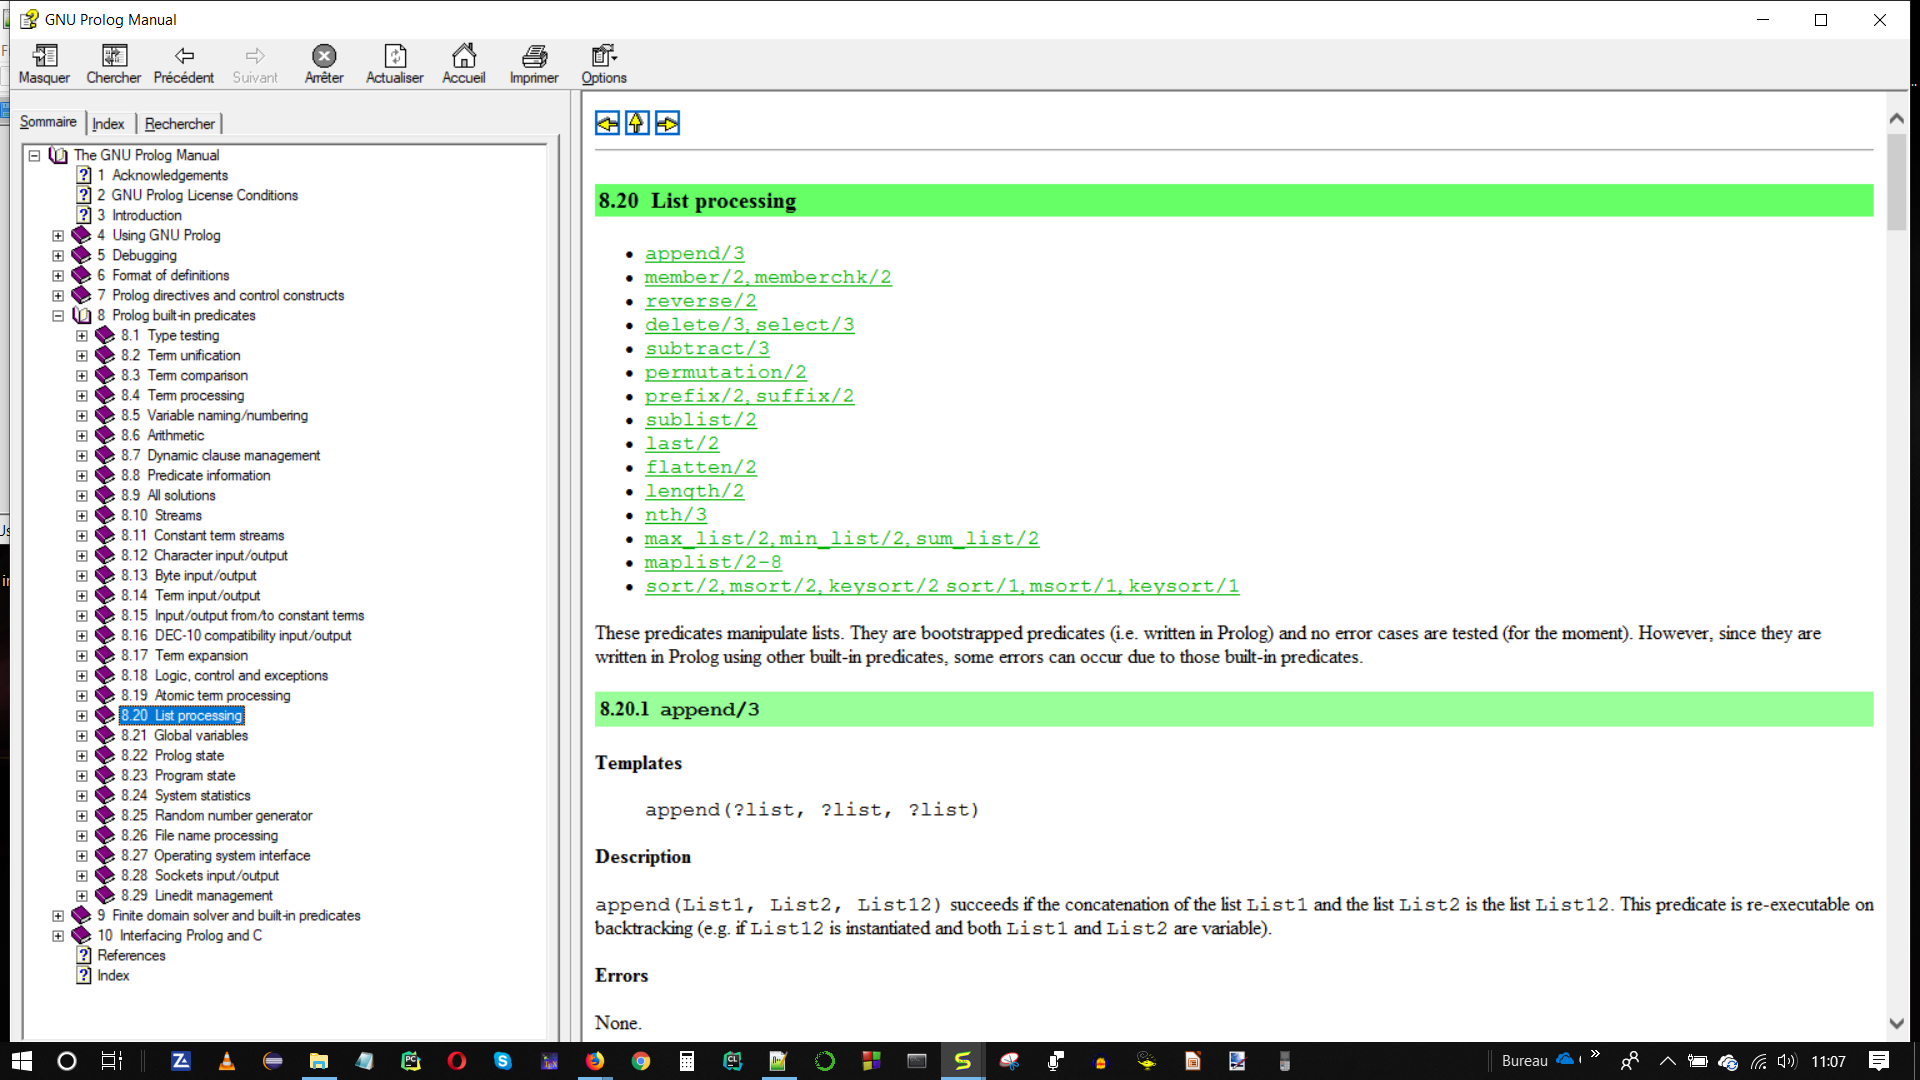 GNU Prolog Manual
Masquer Chercher Précédent Suivant Arrêter Actualiser Accueil Imprimer Options
Sommaire Index Rechercher
The GNU Prolog Manual
1 Acknowledgements
2 GNU Prolog License Conditions
3 Introduction
4 Using GNU Prolog
5 Debugging
6 Format of definitions
7 Prolog directives and control constructs
8 Prolog built-in predicates
8.1 Type testing
8.2 Term unification
8.3 Term comparison
8.4 Term processing
8.5 Variable naming/numbering
8.6 Arithmetic
8.7 Dynamic clause management
8.8 Predicate information
8.9 All solutions
8.10 Streams
8.11 Constant term streams
8.12 Character input/output
8.13 Byte input/output
8.14 Term input/output
8.15 Input/output from/to constant terms
8.16 DEC-10 compatibility input/output
8.17 Term expansion
8.18 Logic, control and exceptions
8.19 Atomic term processing
8.20 List processing
8.21 Global variables
8.22 Prolog state
8.23 Program state
8.24 System statistics
8.25 Random number generator
8.26 File name processing
8.27 Operating system interface
8.28 Sockets input/output
8.29 Linedit management
9 Finite domain solver and built-in predicates
10 Interfacing Prolog and C
References
Index
8.20 List processing
append/3
member/2, memberchk/2
reverse/2
delete/3, select/3
subtract/3
permutation/2
prefix/2, suffix/2
sublist/2
last/2
flatten/2
length/2
nth/3
max_list/2, min_list/2, sum_list/2
maplist/2-8
sort/2, msort/2, keysort/2 sort/1, msort/1, keysort/1
These predicates manipulate lists. They are bootstrapped predicates (i.e. written in Prolog) and no error cases are tested (for the moment). However, since they are
written in Prolog using other built-in predicates, some errors can occur due to those built-in predicates.
8.20.1 append/3
Templates
append(?list, ?list, ?list)
Description
append(List1, List2, List12) succeeds if the concatenation of the list List1 and the list List2 is the list List12. This predicate is re-executable on
backtracking (e.g. if List12 is instantiated and both List1 and List2 are variable).
Errors
None.
Bureau 11:07